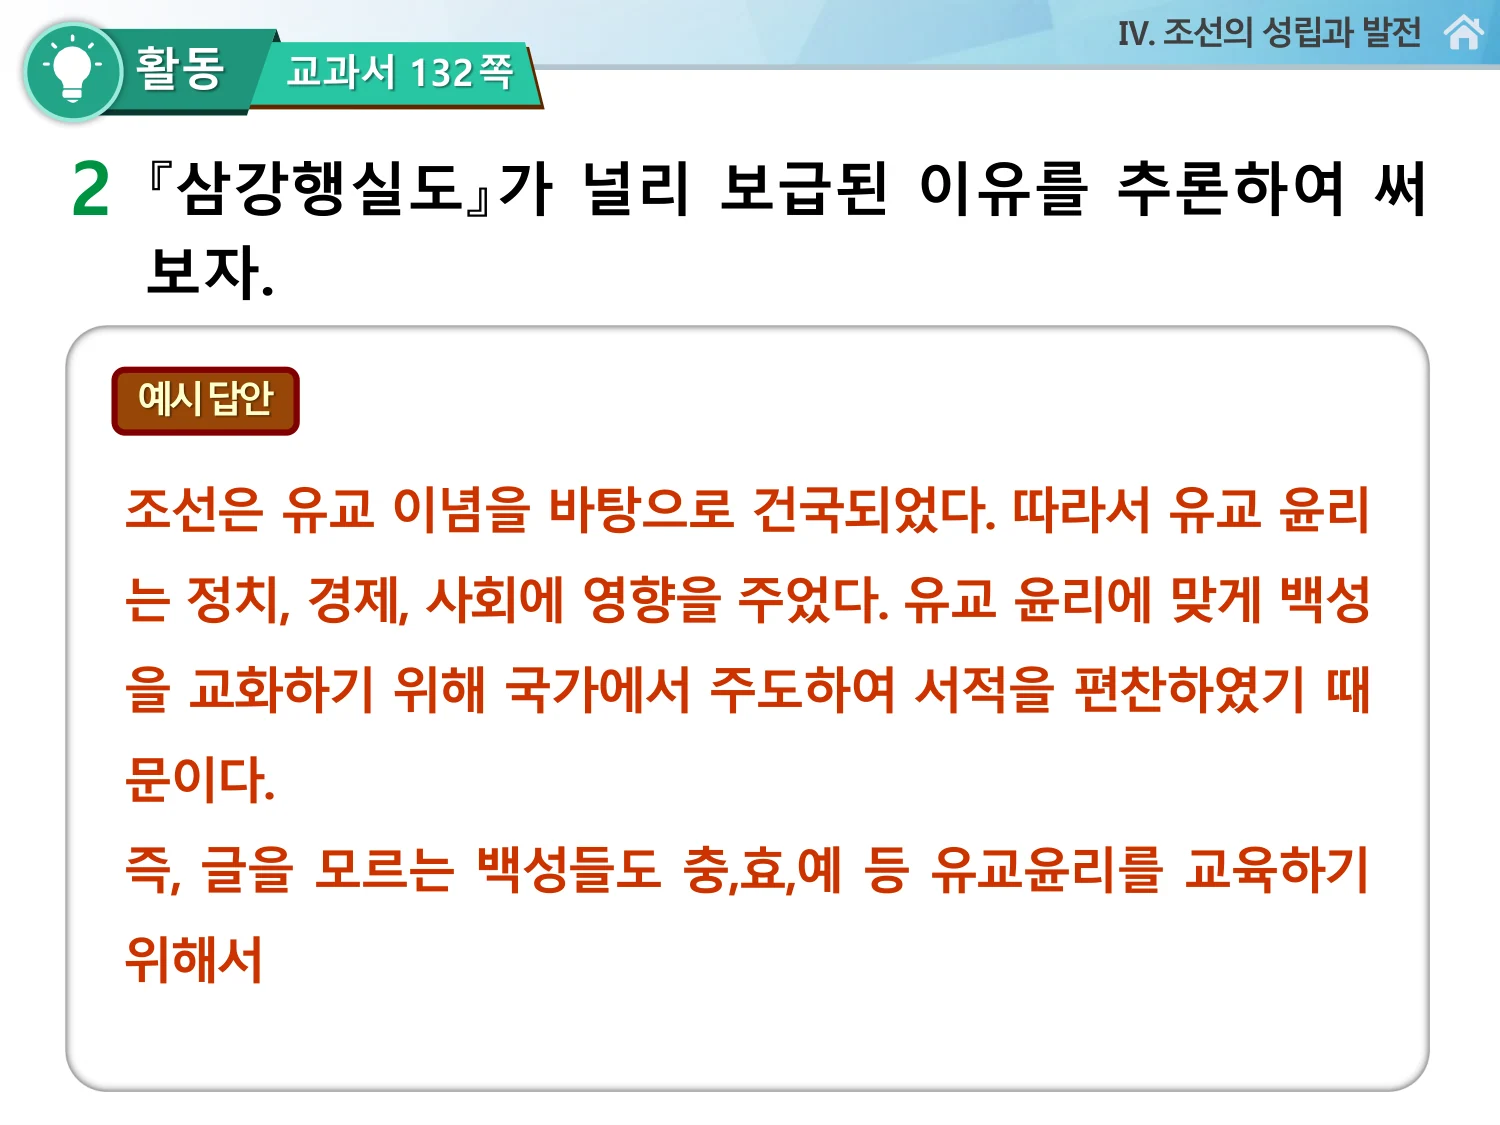 IV. 조선의 성립과 발전
활동
교과서 132쪽
2 『삼강행실도』가 널리 보급된 이유를 추론하여 써
보자.
예시 답안
조선은 유교 이념을 바탕으로 건국되었다. 따라서 유교 윤리
는 정치, 경제, 사회에 영향을 주었다. 유교 윤리에 맞게 백성
을 교화하기 위해 국가에서 주도하여 서적을 편찬하였기 때
문이다.
즉, 글을 모르는 백성들도 충,효,예 등 유교윤리를 교육하기
위해서